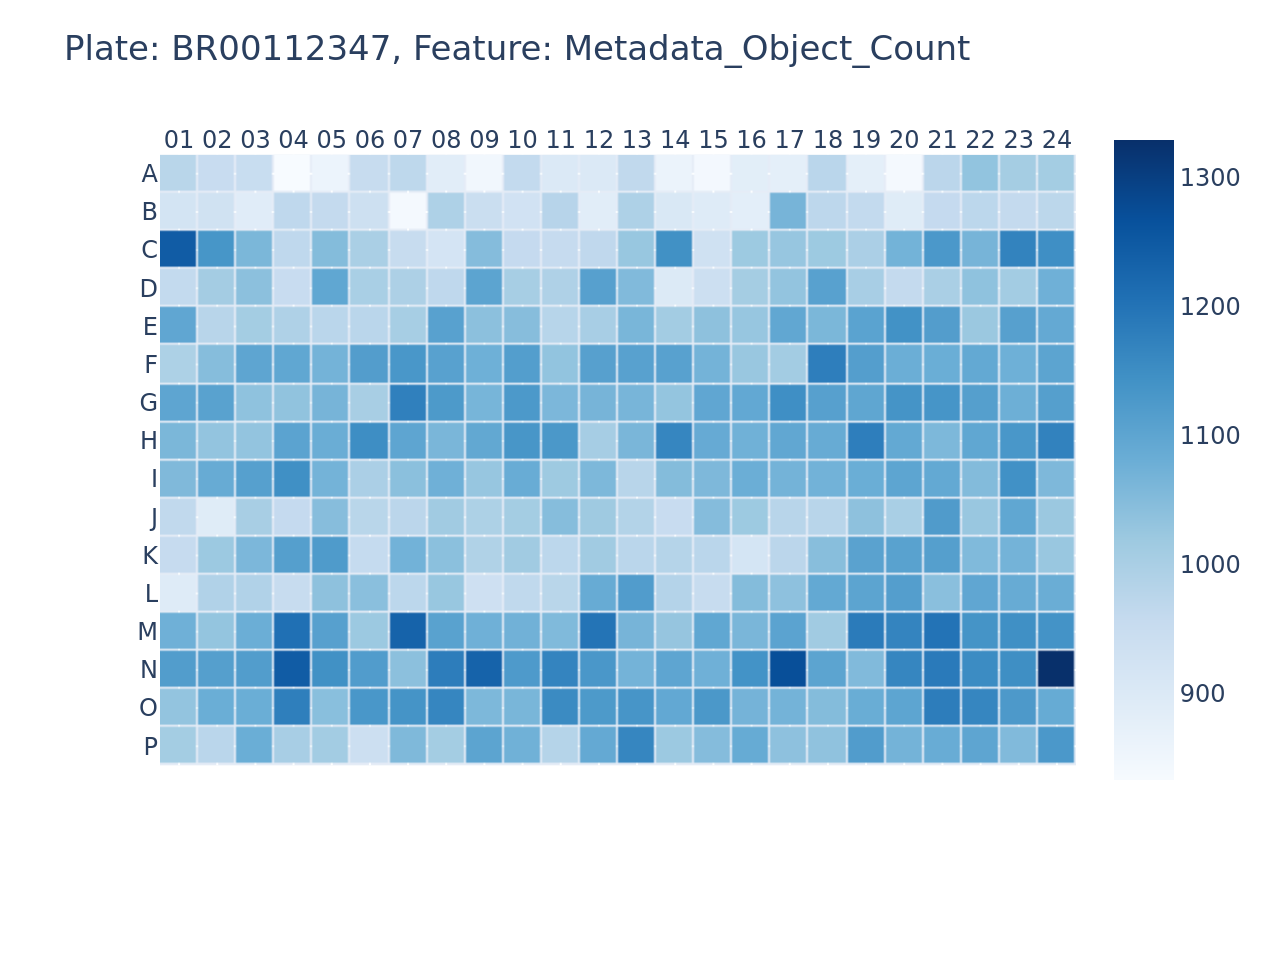 Plate: BR00112347, Feature: Metadata_Object_Count
01 02 03 04 05 06 07 08 09 10 11 12 13 14 15 16 17 18 19 20 21 22 23 24
A
B
C
D
E
F
G
H
I
J
K
L
M
N
O
P
1300
1200
1100
1000
900